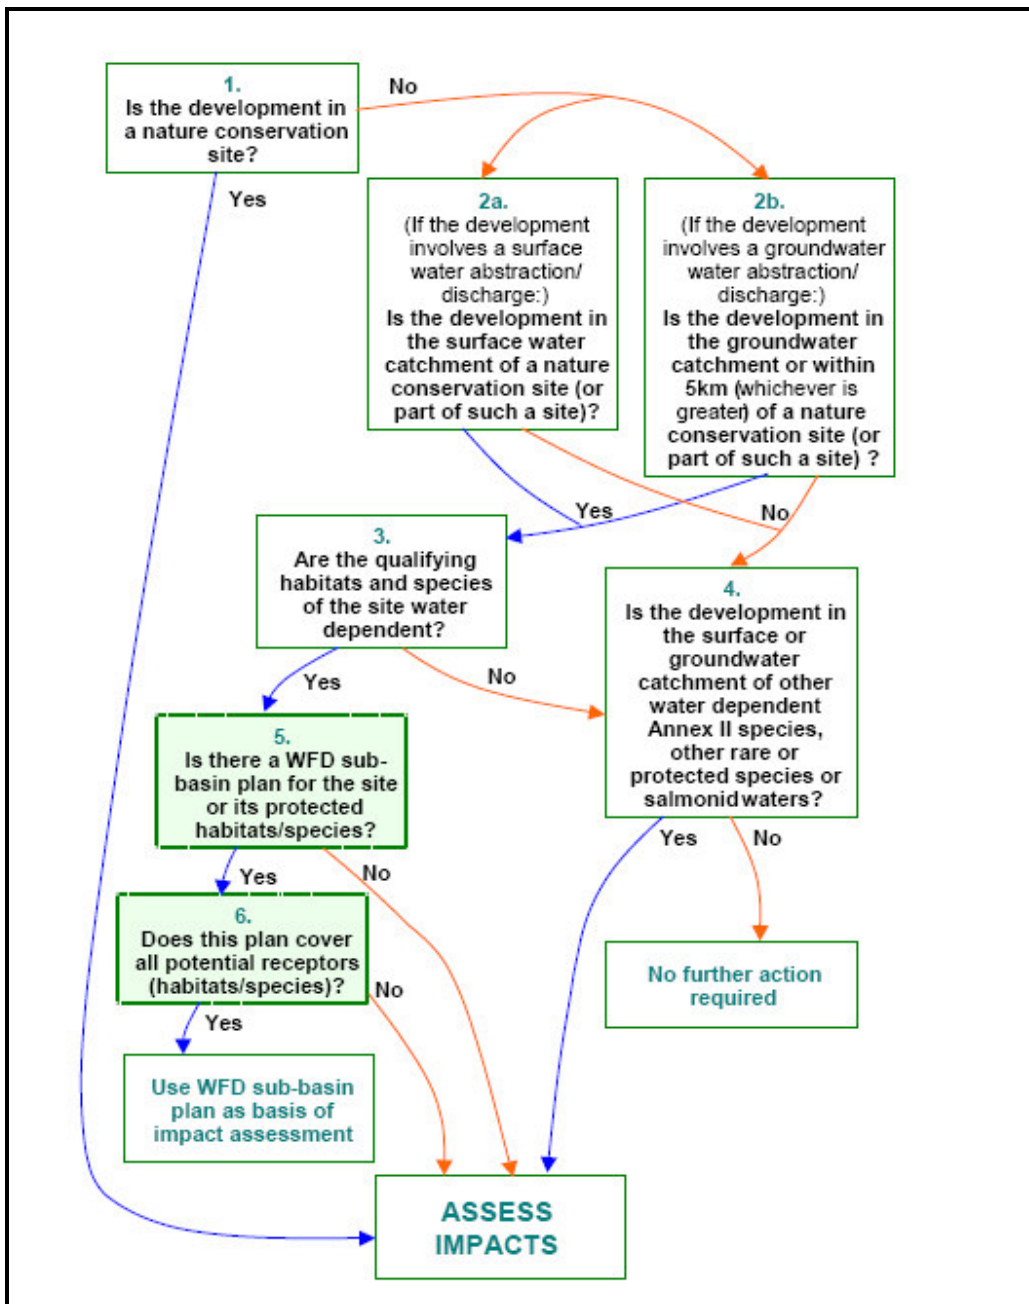 1.
Is the development in
a nature conservation
site?
No
Yes
2a.
(If the development
involves a surface
water abstraction/
discharge:)
Is the development in
the surface water
catchment of a nature
conservation site (or
part of such a site)?
2b.
(If the development
involves a groundwater
water abstraction/
discharge:)
Is the development in
the groundwater
catchment or within
5km (whichever is
greater) of a nature
conservation site (or
part of such a site) ?
Yes
No
3.
Are the qualifying
habitats and species
of the site water
dependent?
Yes
No
4.
Is the development in
the surface or
groundwater
catchment of other
water dependent
Annex II species,
other rare or
protected species or
salmonid waters?
Yes
No
5.
Is there a WFD sub-
basin plan for the site
or its protected
habitats/species?
Yes
No
6.
Does this plan cover
all potential receptors
(habitats/species)?
No
Yes
No further action
required
Use WFD sub-basin
plan as basis of
impact assessment
ASSESS
IMPACTS